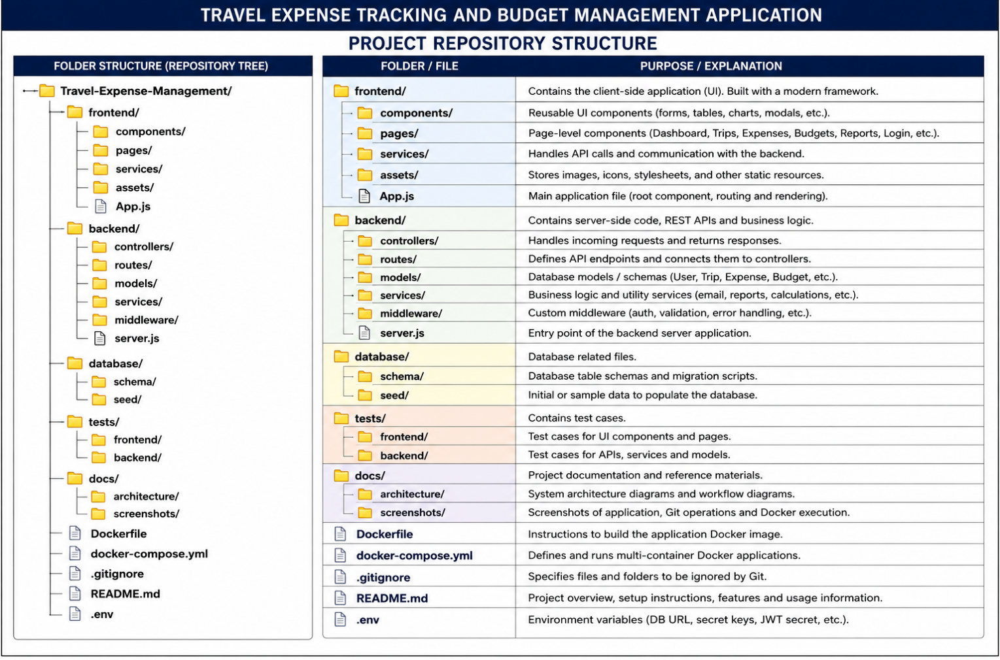 TRAVEL EXPENSE TRACKING AND BUDGET MANAGEMENT APPLICATION
PROJECT REPOSITORY STRUCTURE
FOLDER STRUCTURE (REPOSITORY TREE)
Travel-Expense-Management/
frontend/
components/
pages/
services/
assets/
App.js
backend/
controllers/
routes/
models/
services/
middleware/
server.js
database/
schema/
seed/
tests/
frontend/
backend/
docs/
architecture/
screenshots/
Dockerfile
docker-compose.yml
.gitignore
README.md
.env
FOLDER / FILE PURPOSE / EXPLANATION
frontend/ Contains the client-side application (UI). Built with a modern framework.
components/ Reusable UI components (forms, tables, charts, modals, etc.).
pages/ Page-level components (Dashboard, Trips, Expenses, Budgets, Reports, Login, etc.).
services/ Handles API calls and communication with the backend.
assets/ Stores images, icons, stylesheets, and other static resources.
App.js Main application file (root component, routing and rendering).
backend/ Contains server-side code, REST APIs and business logic.
controllers/ Handles incoming requests and returns responses.
routes/ Defines API endpoints and connects them to controllers.
models/ Database models / schemas (User, Trip, Expense, Budget, etc.).
services/ Business logic and utility services (email, reports, calculations, etc.).
middleware/ Custom middleware (auth, validation, error handling, etc.).
server.js Entry point of the backend server application.
database/ Database related files.
schema/ Database table schemas and migration scripts.
seed/ Initial or sample data to populate the database.
tests/ Contains test cases.
frontend/ Test cases for UI components and pages.
backend/ Test cases for APIs, services and models.
docs/ Project documentation and reference materials.
architecture/ System architecture diagrams and workflow diagrams.
screenshots/ Screenshots of application, Git operations and Docker execution.
Dockerfile Instructions to build the application Docker image.
docker-compose.yml Defines and runs multi-container Docker applications.
.gitignore Specifies files and folders to be ignored by Git.
README.md Project overview, setup instructions, features and usage information.
.env Environment variables (DB URL, secret keys, JWT secret, etc.).